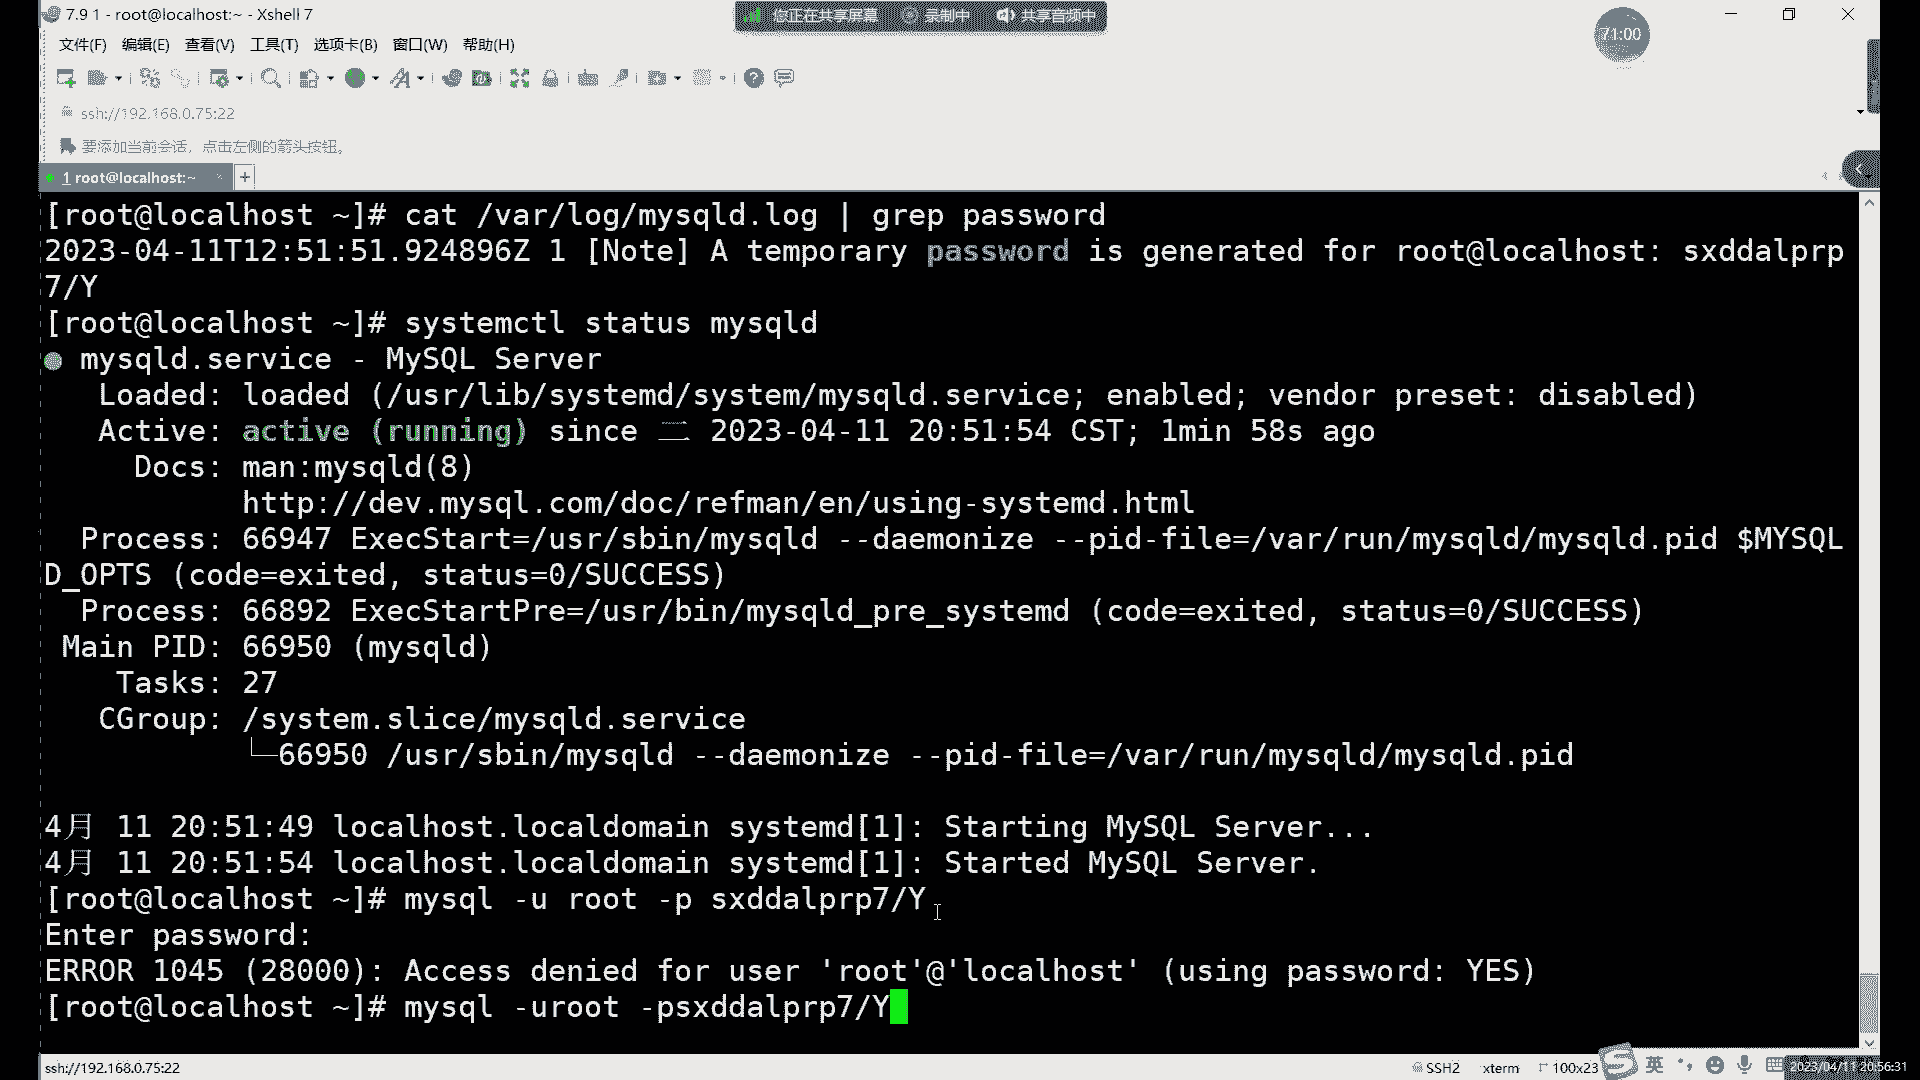 7.9 1 - root@localhost:~ - Xshell 7
您正在共享屏幕 录制中 共享音频中
71:00
文件(F) 编辑(E) 查看(V) 工具(T) 选项卡(B) 窗口(W) 帮助(H)
ssh://192.168.0.75:22
要添加当前会话，点击左侧的箭头按钮。
1 root@localhost:~ × +
[root@localhost ~]# cat /var/log/mysqld.log | grep password
2023-04-11T12:51:51.924896Z 1 [Note] A temporary password is generated for root@localhost: sxddalprp
7/Y
[root@localhost ~]# systemctl status mysqld
● mysqld.service - MySQL Server
Loaded: loaded (/usr/lib/systemd/system/mysqld.service; enabled; vendor preset: disabled)
Active: active (running) since 二 2023-04-11 20:51:54 CST; 1min 58s ago
Docs: man:mysqld(8)
http://dev.mysql.com/doc/refman/en/using-systemd.html
Process: 66947 ExecStart=/usr/sbin/mysqld --daemonize --pid-file=/var/run/mysqld/mysqld.pid $MYSQL
D_OPTS (code=exited, status=0/SUCCESS)
Process: 66892 ExecStartPre=/usr/bin/mysqld_pre_systemd (code=exited, status=0/SUCCESS)
Main PID: 66950 (mysqld)
Tasks: 27
CGroup: /system.slice/mysqld.service
└─66950 /usr/sbin/mysqld --daemonize --pid-file=/var/run/mysqld/mysqld.pid
4月 11 20:51:49 localhost.localdomain systemd[1]: Starting MySQL Server...
4月 11 20:51:54 localhost.localdomain systemd[1]: Started MySQL Server.
[root@localhost ~]# mysql -u root -p sxddalprp7/Y
Enter password:
ERROR 1045 (28000): Access denied for user 'root'@'localhost' (using password: YES)
[root@localhost ~]# mysql -uroot -psxddalprp7/Y
ssh://192.168.0.75:22 SSH2 xterm 100x23 英 2023/04/11 20:56:31